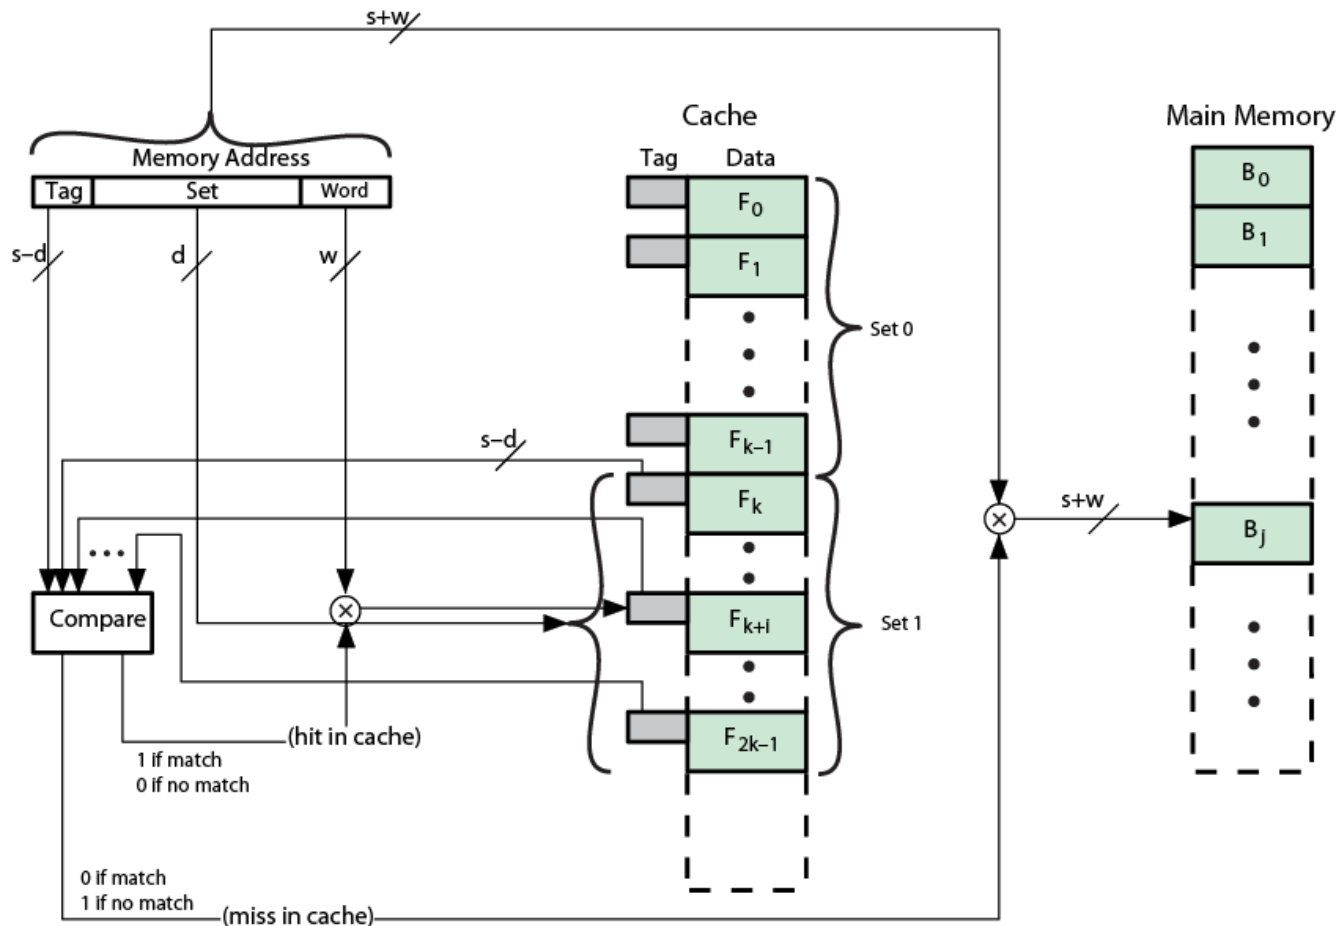 s+w
Cache
Main Memory
Memory Address
Tag Data
Tag Set Word
F0
B0
F1
B1
s–d d w
Set 0
Fk–1
s–d
Fk
s+w
Bj
Compare
Fk+i
Set 1
F2k–1
(hit in cache)
1 if match
0 if no match
0 if match
1 if no match
(miss in cache)